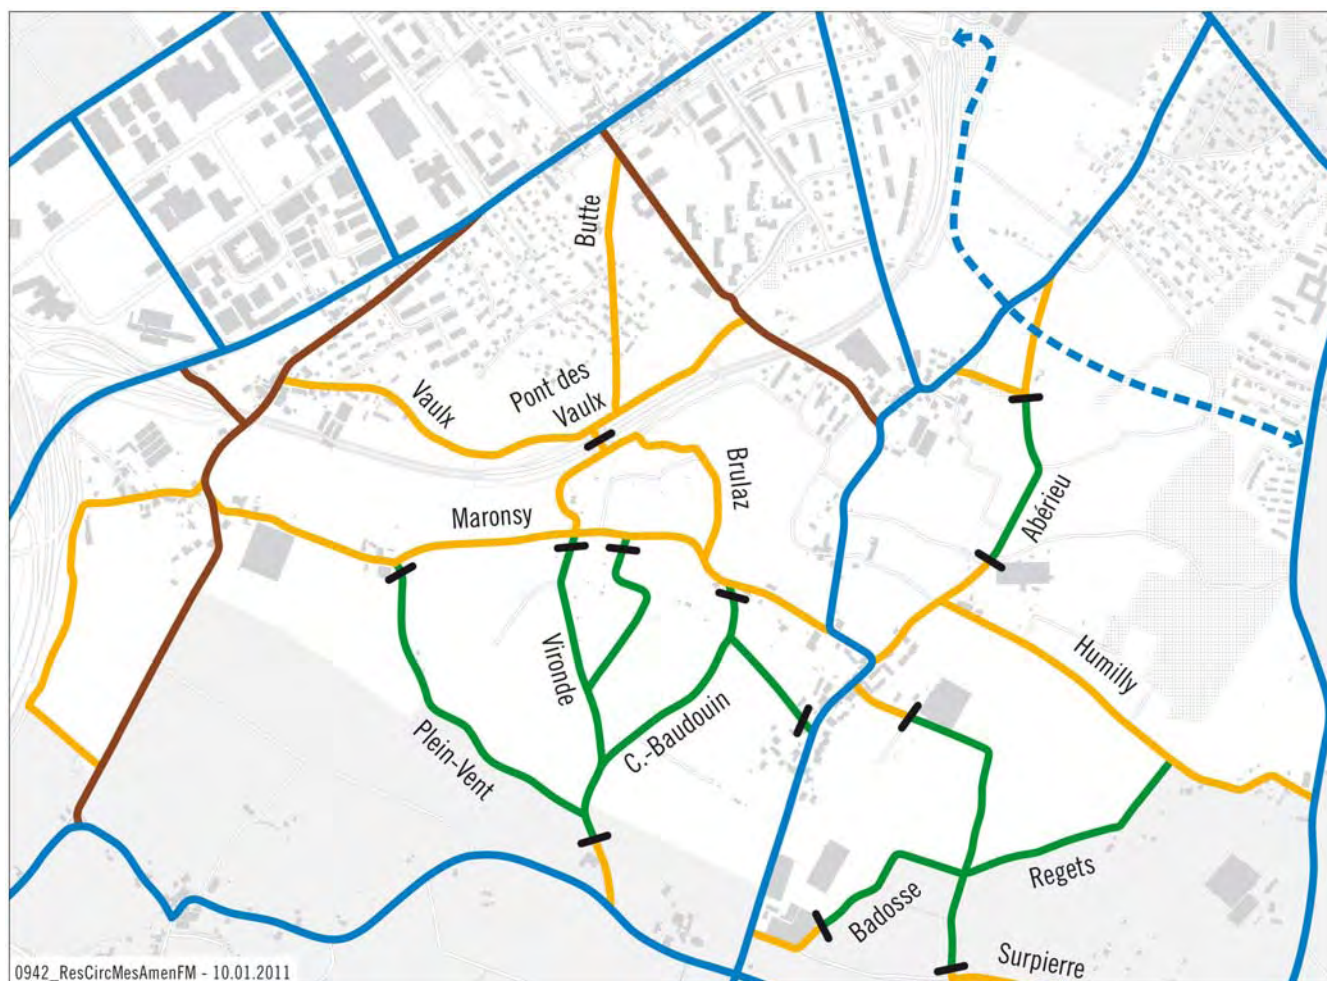 Butte
Pont des
Vaulx
Vaulx
Brulaz
Maronsy
Abérieu
Vironde
Humilly
C.-Baudouin
Plein-Vent
Regets
Badosse
Surpierre
0942_ResCircMesAmenFM - 10.01.2011